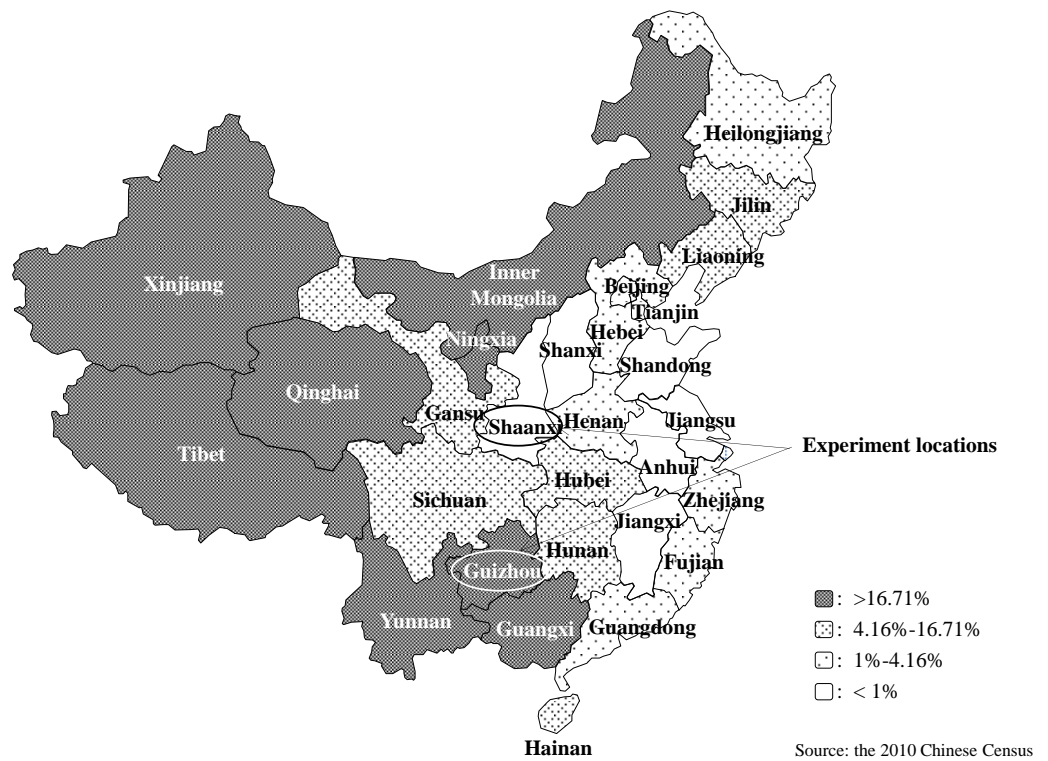 Heilongjiang
Jilin
Liaoning
Xinjiang
Inner
Mongolia
Beijing
Tianjin
Ningxia
Hebei
Shanxi
Shandong
Qinghai
Gansu
Shaanxi
Henan
Jiangsu
Experiment locations
Tibet
Anhui
Hubei
Sichuan
Zhejiang
Jiangxi
Hunan
Fujian
Guizhou
Yunnan
Guangxi
Guangdong
Hainan
: >16.71%
: 4.16%-16.71%
: 1%-4.16%
: < 1%
Source: the 2010 Chinese Census